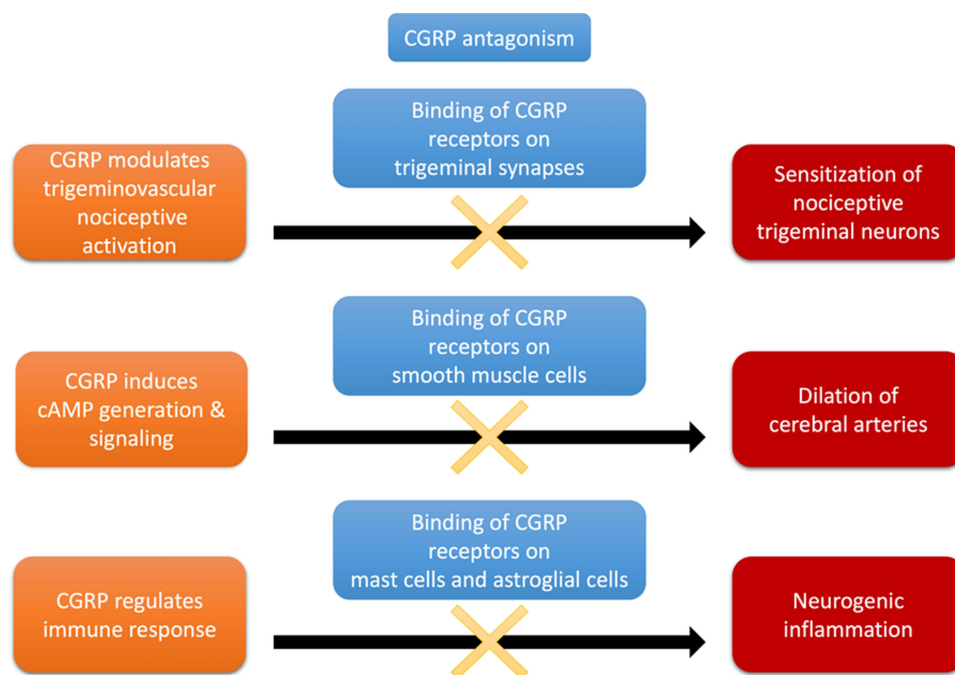 CGRP antagonism
CGRP modulates
trigeminovascular
nociceptive
activation
Binding of CGRP
receptors on
trigeminal synapses
Sensitization of
nociceptive
trigeminal neurons
CGRP induces
cAMP generation &
signaling
Binding of CGRP
receptors on
smooth muscle cells
Dilation of
cerebral arteries
CGRP regulates
immune response
Binding of CGRP
receptors on
mast cells and astroglial cells
Neurogenic
inflammation